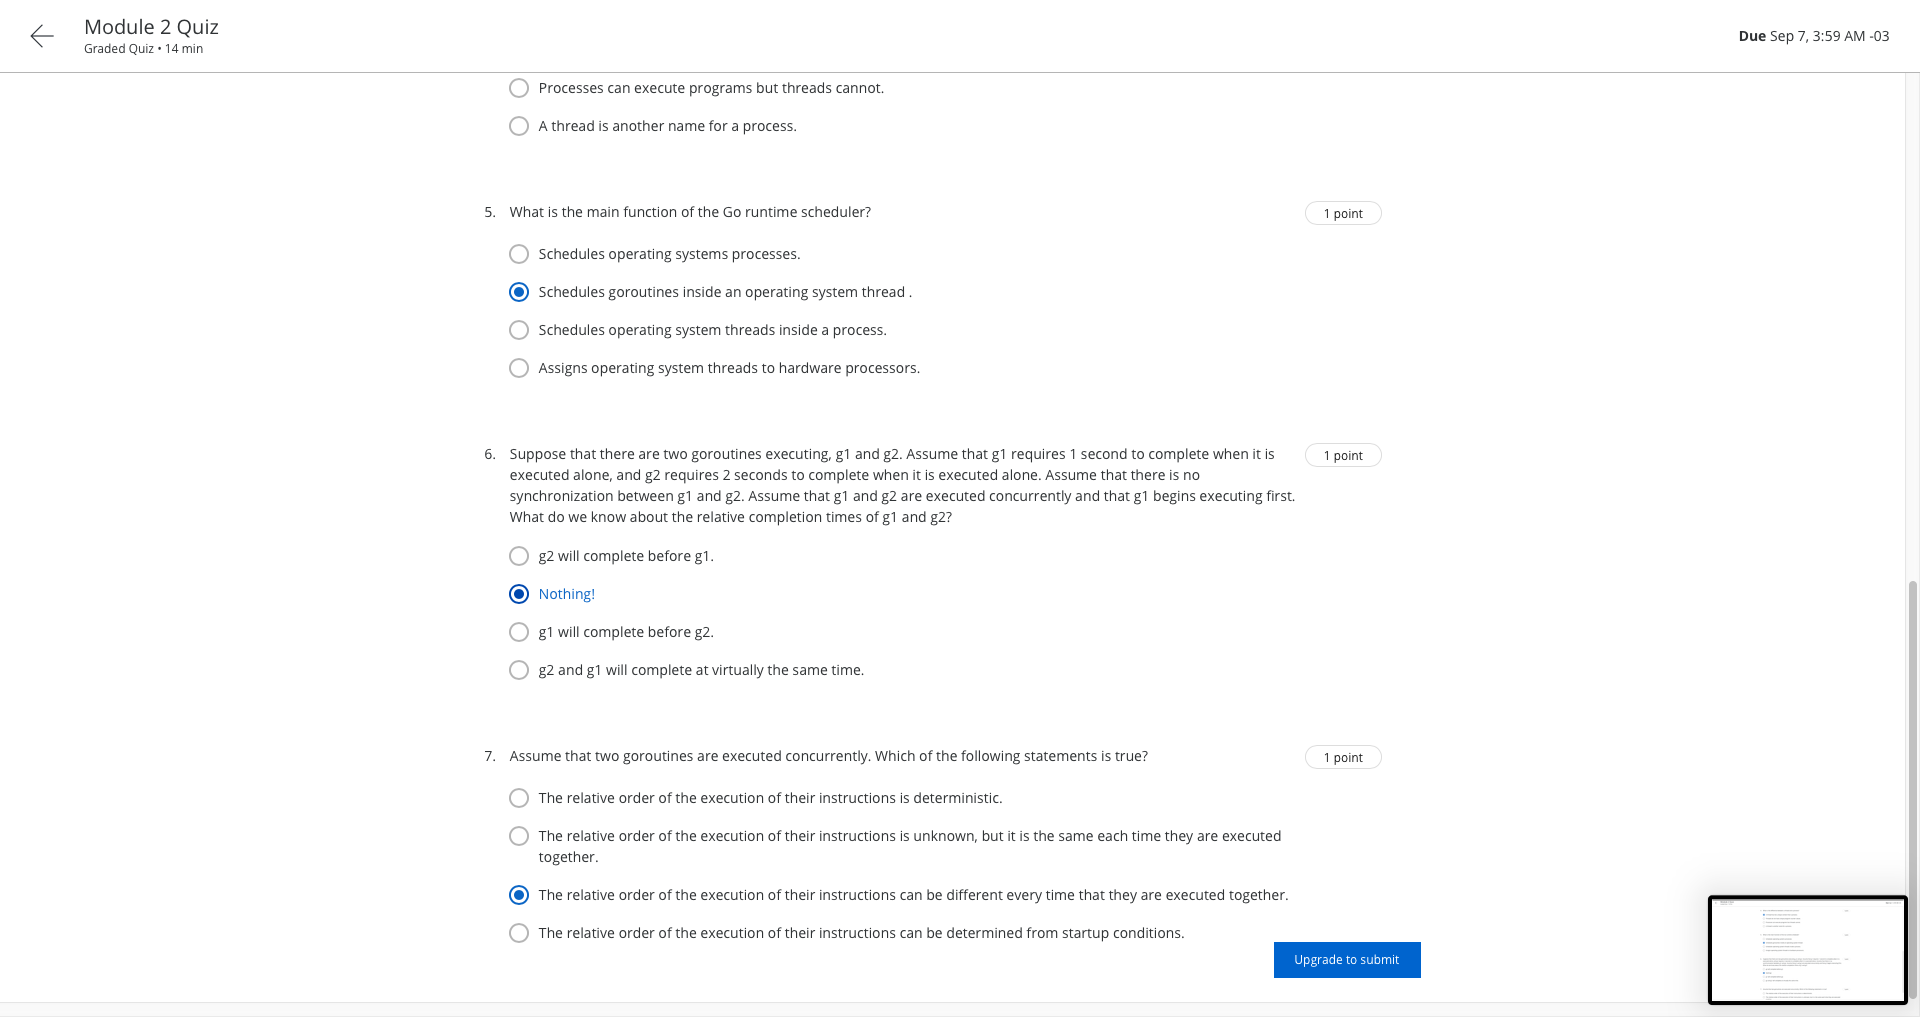 Module 2 Quiz
Graded Quiz • 14 min
Due Sep 7, 3:59 AM -03
Processes can execute programs but threads cannot.
A thread is another name for a process.
5. What is the main function of the Go runtime scheduler?
1 point
Schedules operating systems processes.
Schedules goroutines inside an operating system thread .
Schedules operating system threads inside a process.
Assigns operating system threads to hardware processors.
6. Suppose that there are two goroutines executing, g1 and g2. Assume that g1 requires 1 second to complete when it is
executed alone, and g2 requires 2 seconds to complete when it is executed alone. Assume that there is no
synchronization between g1 and g2. Assume that g1 and g2 are executed concurrently and that g1 begins executing first.
What do we know about the relative completion times of g1 and g2?
1 point
g2 will complete before g1.
Nothing!
g1 will complete before g2.
g2 and g1 will complete at virtually the same time.
7. Assume that two goroutines are executed concurrently. Which of the following statements is true?
1 point
The relative order of the execution of their instructions is deterministic.
The relative order of the execution of their instructions is unknown, but it is the same each time they are executed
together.
The relative order of the execution of their instructions can be different every time that they are executed together.
The relative order of the execution of their instructions can be determined from startup conditions.
Upgrade to submit